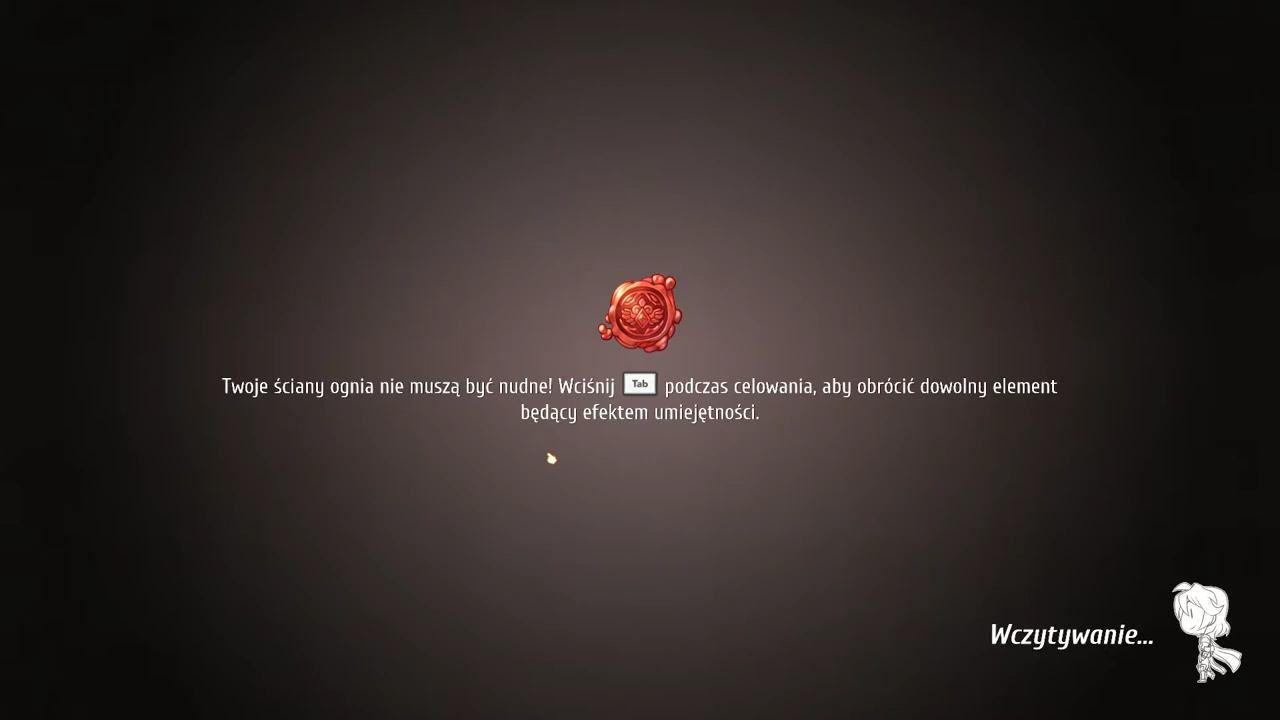 Twoje ściany ognia nie muszą być nudne! Wciśnij Tab podczas celowania, aby obrócić dowolny element
będący efektem umiejętności.
Wczytywanie...